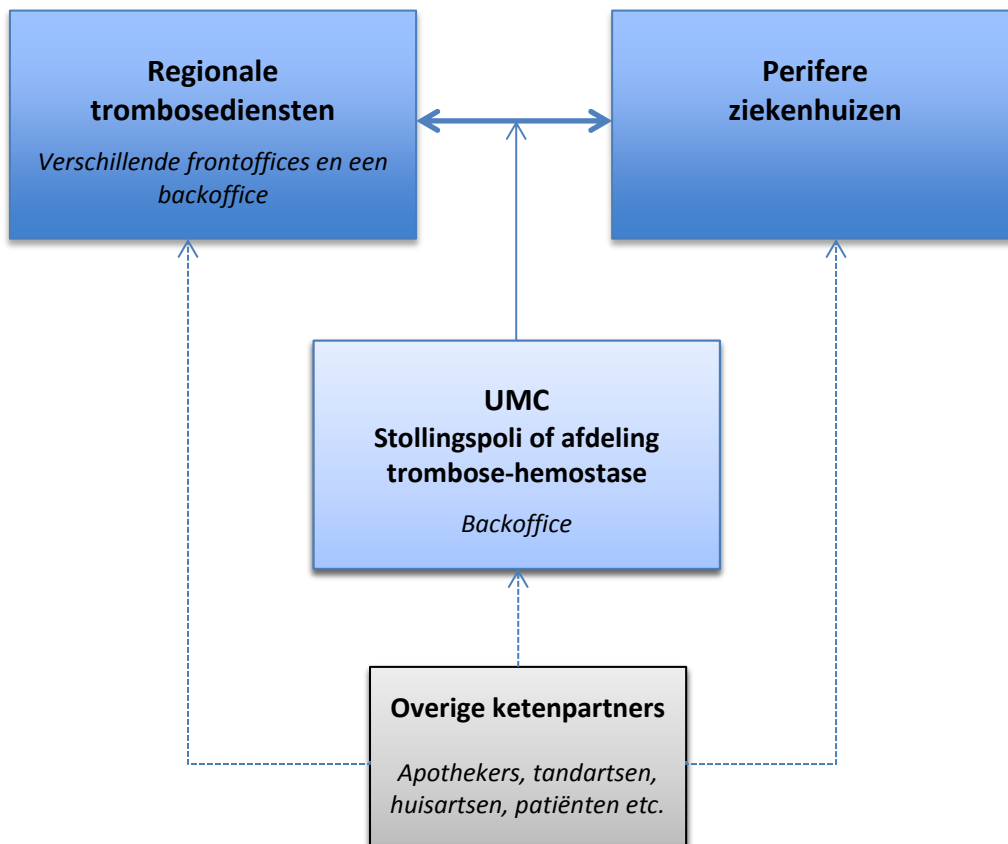 Regionale
trombosediensten
Verschillende frontoffices en een
backoffice
Perifere
ziekenhuizen
UMC
Stollingspoli of afdeling
trombose-hemostase
Backoffice
Overige ketenpartners
Apothekers, tandartsen,
huisartsen, patiënten etc.